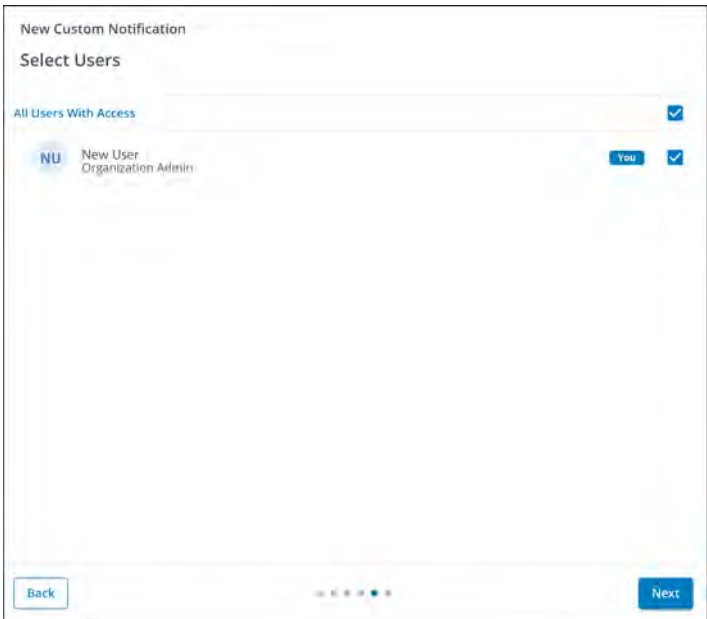 New Custom Notification
Select Users
All Users With Access
NU
New User
You
Organization Admin
Back
Next